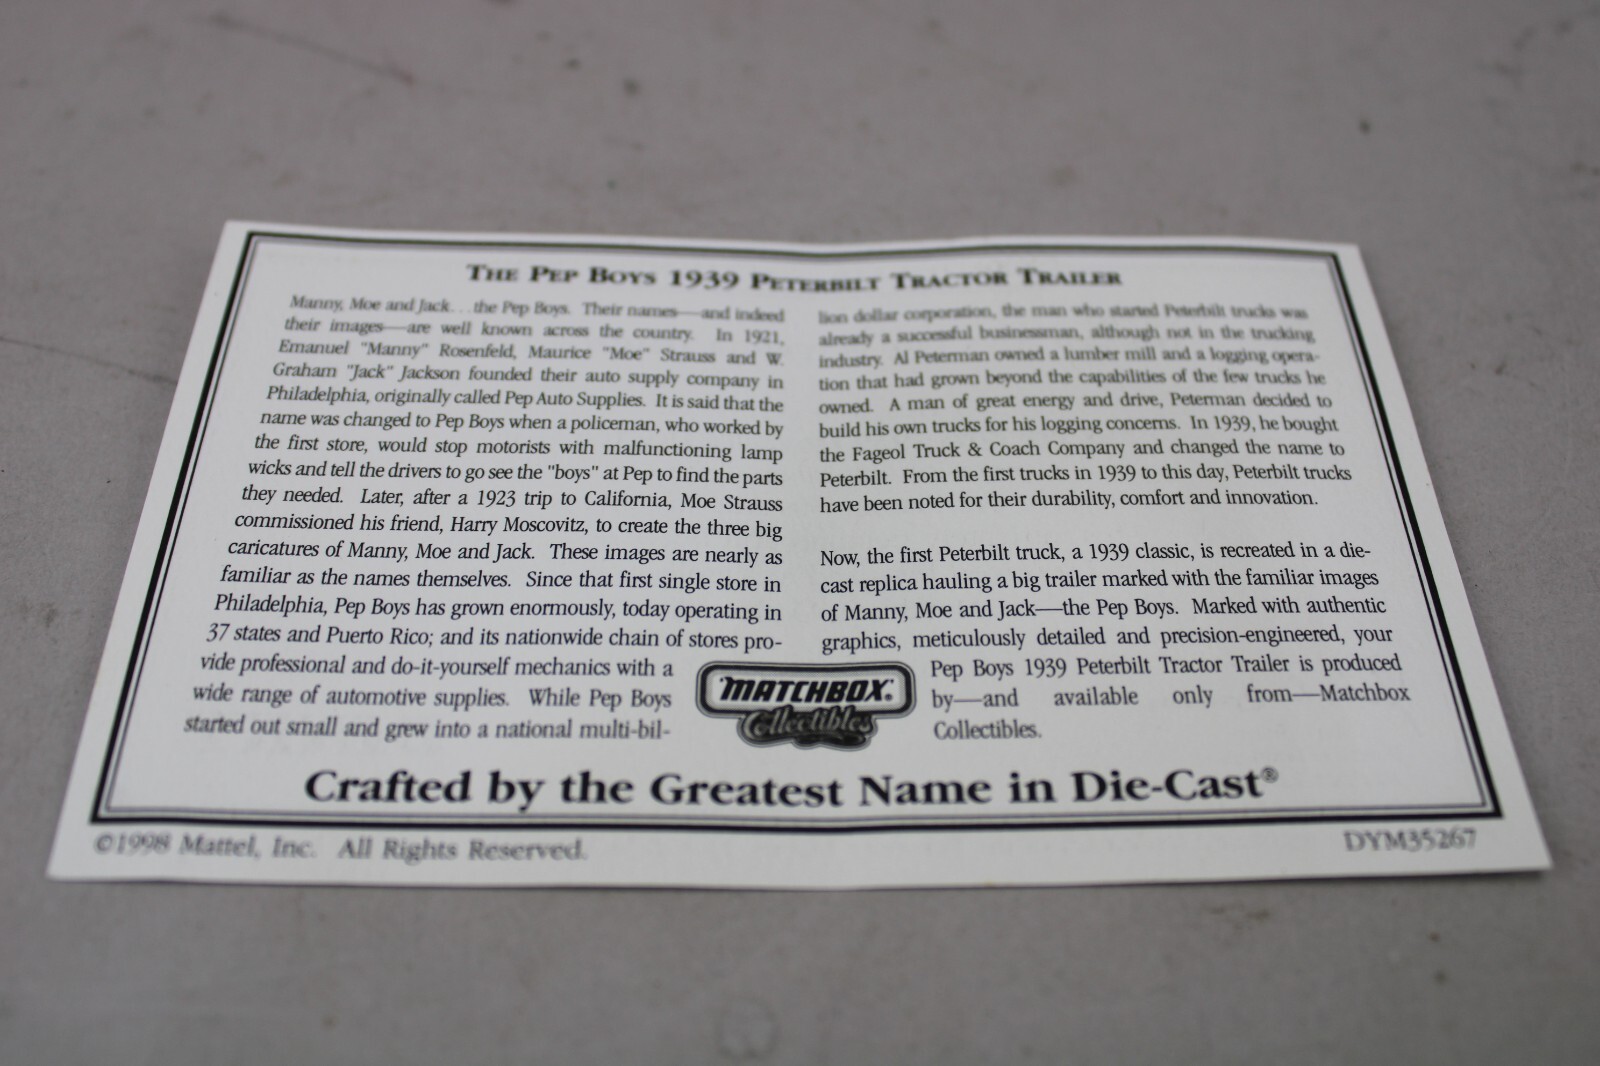 THE PEP BOYS 1939 PETERBILT TRACTOR TRAILER
Manny, Moe and Jack. . . the Pep Boys. Their names—and indeed
their images—are well known across the country. In 1921,
Emanuel "Manny" Rosenfeld, Maurice "Moe" Strauss and W.
Graham "Jack" Jackson founded their auto supply company in
Philadelphia, originally called Pep Auto Supplies. It is said that the
name was changed to Pep Boys when a policeman, who worked by
the first store, would stop motorists with malfunctioning lamp
wicks and tell the drivers to go see the "boys" at Pep to find the parts
they needed. Later, after a 1923 trip to California, Moe Strauss
commissioned his friend, Harry Moscovitz, to create the three big
caricatures of Manny, Moe and Jack. These images are nearly as
familiar as the names themselves. Since that first single store in
Philadelphia, Pep Boys has grown enormously, today operating in
37 states and Puerto Rico; and its nationwide chain of stores pro-
vide professional and do-it-yourself mechanics with a
wide range of automotive supplies. While Pep Boys
started out small and grew into a national multi-bil-
lion dollar corporation, the man who started Peterbilt trucks was
already a successful businessman, although not in the trucking
industry. Al Peterman owned a lumber mill and a logging opera-
tion that had grown beyond the capabilities of the few trucks he
owned. A man of great energy and drive, Peterman decided to
build his own trucks for his logging concerns. In 1939, he bought
the Fageol Truck & Coach Company and changed the name to
Peterbilt. From the first trucks in 1939 to this day, Peterbilt trucks
have been noted for their durability, comfort and innovation.
Now, the first Peterbilt truck, a 1939 classic, is recreated in a die-
cast replica hauling a big trailer marked with the familiar images
of Manny, Moe and Jack—the Pep Boys. Marked with authentic
graphics, meticulously detailed and precision-engineered, your
Pep Boys 1939 Peterbilt Tractor Trailer is produced
by—and available only from—Matchbox
Collectibles.
MATCHBOX®
Collectibles
Crafted by the Greatest Name in Die-Cast®
©1998 Mattel, Inc. All Rights Reserved.
DYM35267